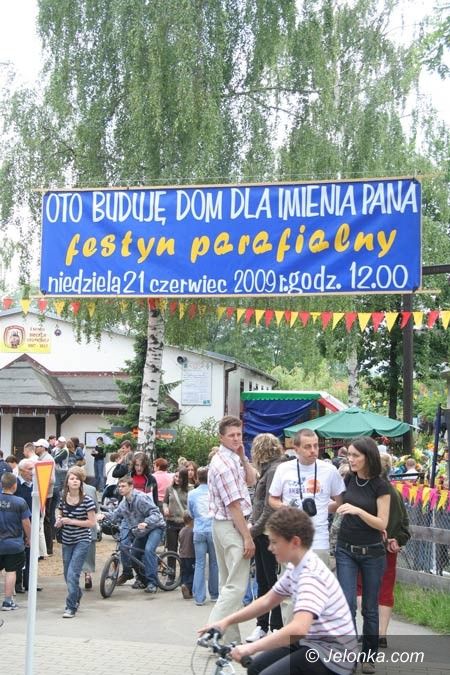 OTO BUDUJĘ DOM DLA IMIENIA PANA
festyn parafialny
niedziela 21 czerwiec 2009 r. godz. 12.00
© Jelonka.com